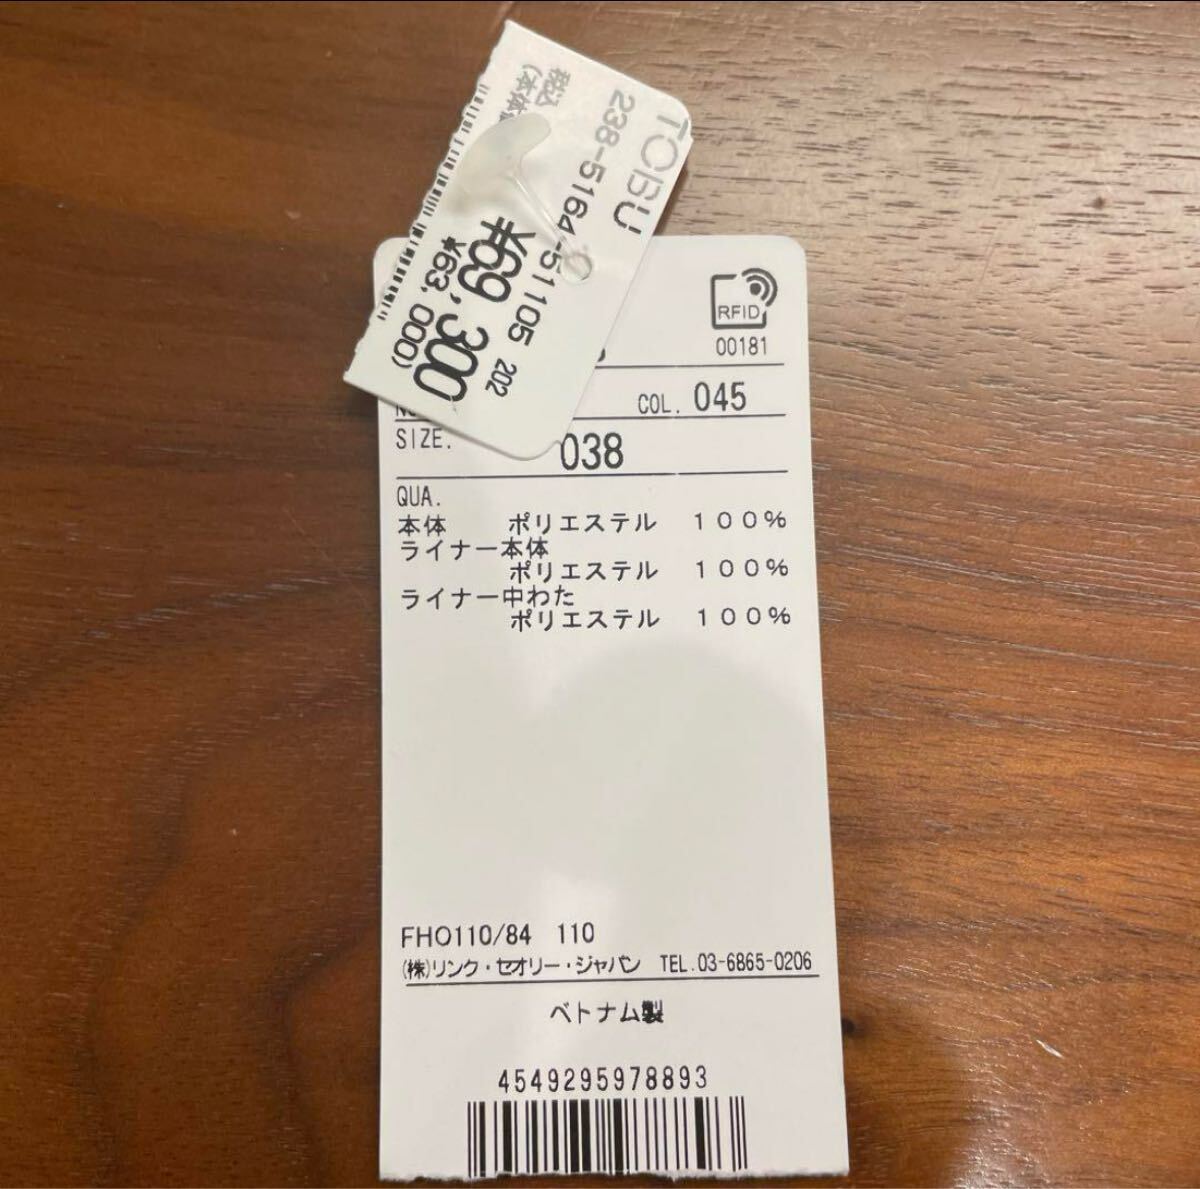 TOBU
238-5164-51105 202
税込 ¥69,300
(本体 ¥63,000)
RFID
00181
COL. 045
SIZE. 038
QUA.
本体 ポリエステル 100%
ライナー本体
ポリエステル 100%
ライナー中わた
ポリエステル 100%
FHO110/84 110
(株)リンク・セオリー・ジャパン TEL.03-6865-0206
ベトナム製
4549295978893